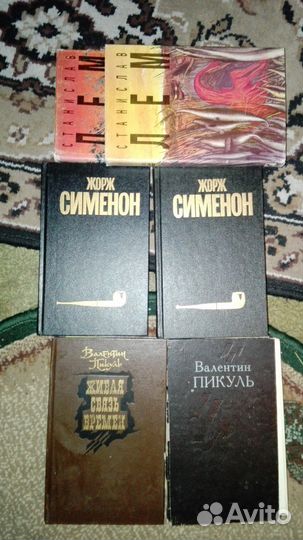 СТАНИСЛАВ
ЛЕМ
СТАНИСЛАВ
ЛЕМ
ЖОРЖ
СИМЕНОН
ЖОРЖ
СИМЕНОН
Валентин
Пикуль
ЖИВАЯ
СВЯЗЬ
ВРЕМЕН
Валентин
ПИКУЛЬ
Avito